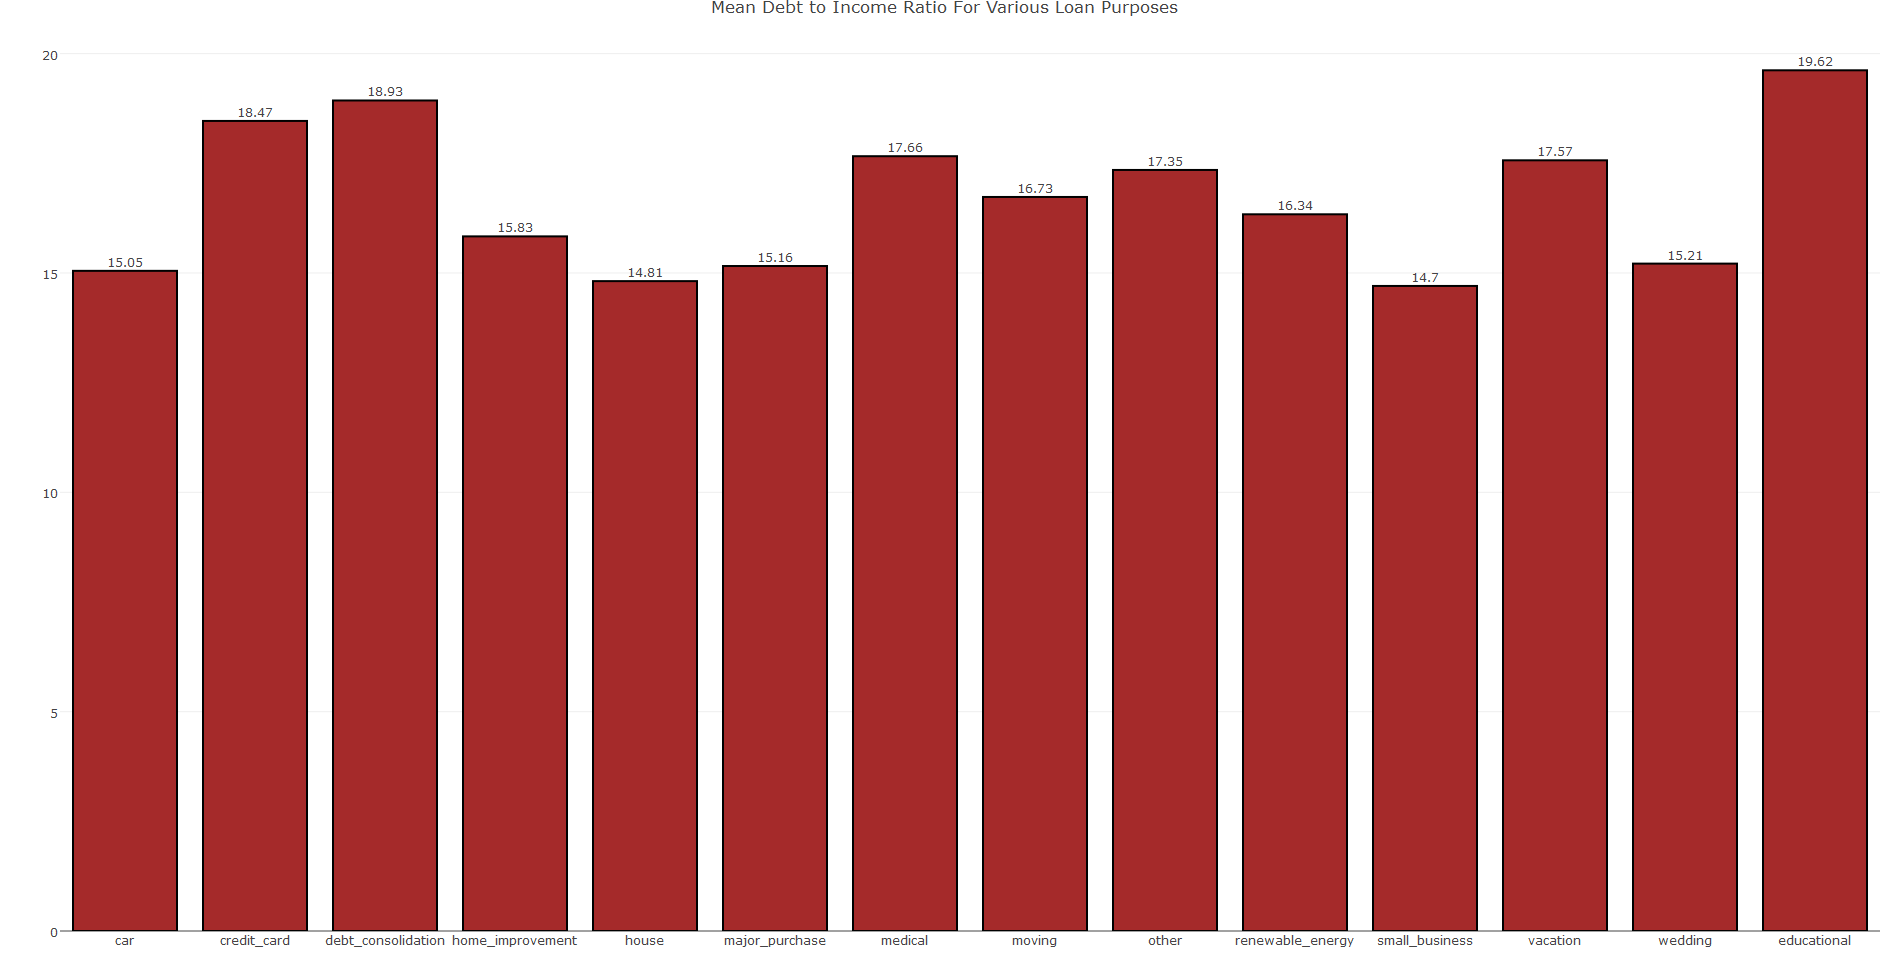 Mean Debt to Income Ratio For Various Loan Purposes
20
15
10
5
0
15.05
18.47
18.93
15.83
14.81
15.16
17.66
16.73
17.35
16.34
14.7
17.57
15.21
19.62
car
credit_card
debt_consolidation
home_improvement
house
major_purchase
medical
moving
other
renewable_energy
small_business
vacation
wedding
educational